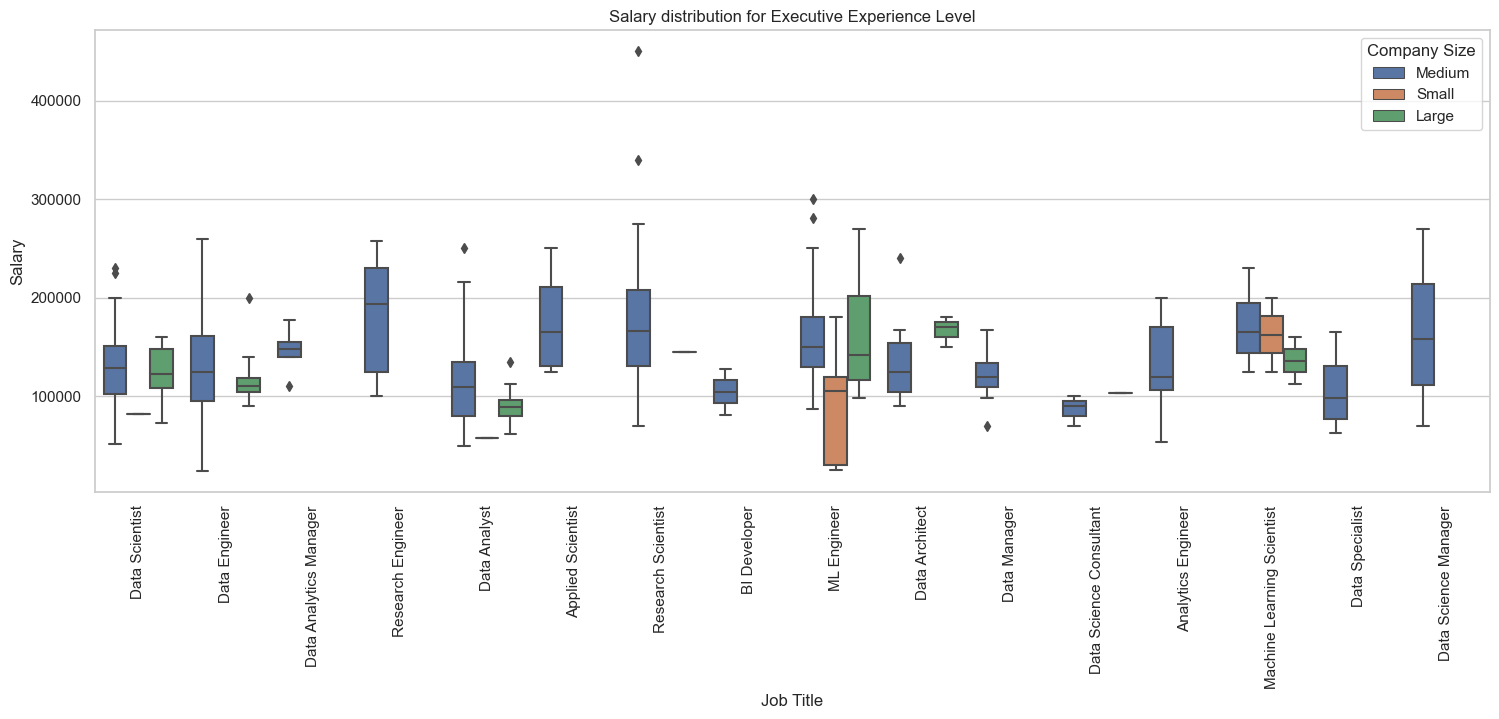 Salary distribution for Executive Experience Level
Company Size
Medium
Small
Large
400000
300000
200000
100000
Salary
Data Scientist
Data Engineer
Data Analytics Manager
Research Engineer
Data Analyst
Applied Scientist
Research Scientist
BI Developer
ML Engineer
Data Architect
Data Manager
Data Science Consultant
Analytics Engineer
Machine Learning Scientist
Data Specialist
Data Science Manager
Job Title